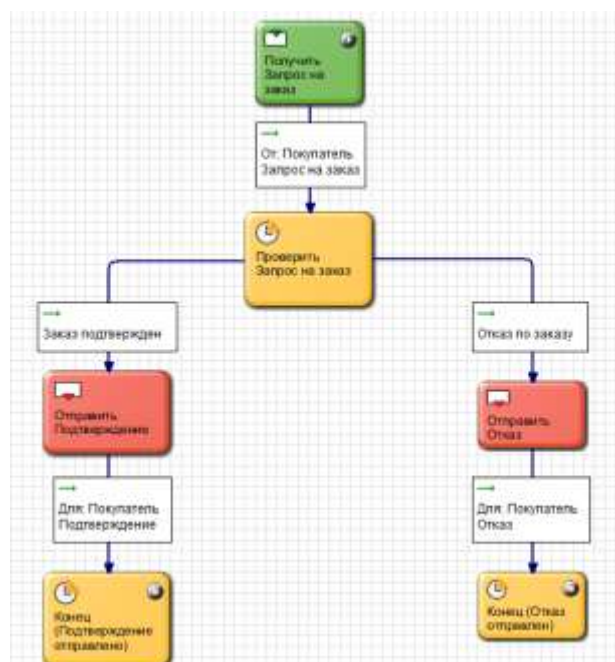 Получить
Запрос на
заказ
От: Покупатель
Запрос на заказ
Проверить
Запрос на заказ
Заказ подтвержден
Отказ по заказу
Отправить
Подтверждение
Отправить
Отказ
Для: Покупатель
Подтверждение
Для: Покупатель
Отказ
Конец
(Подтверждение
отправлено)
Конец (Отказ
отправлен)